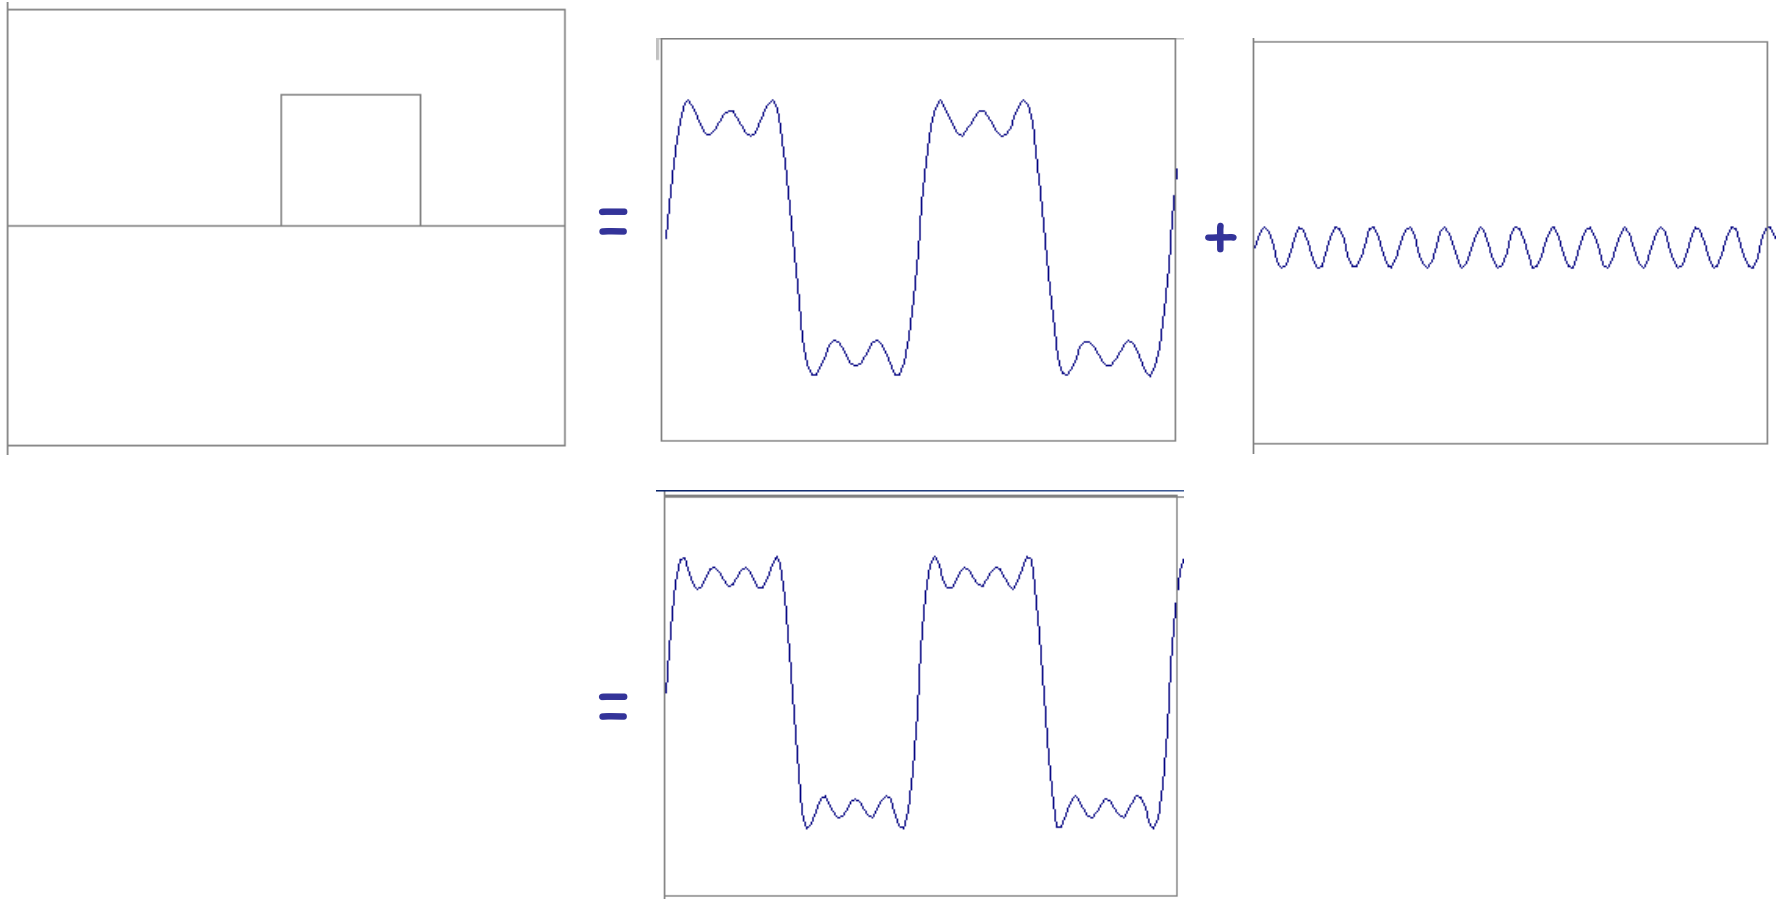 = +
=